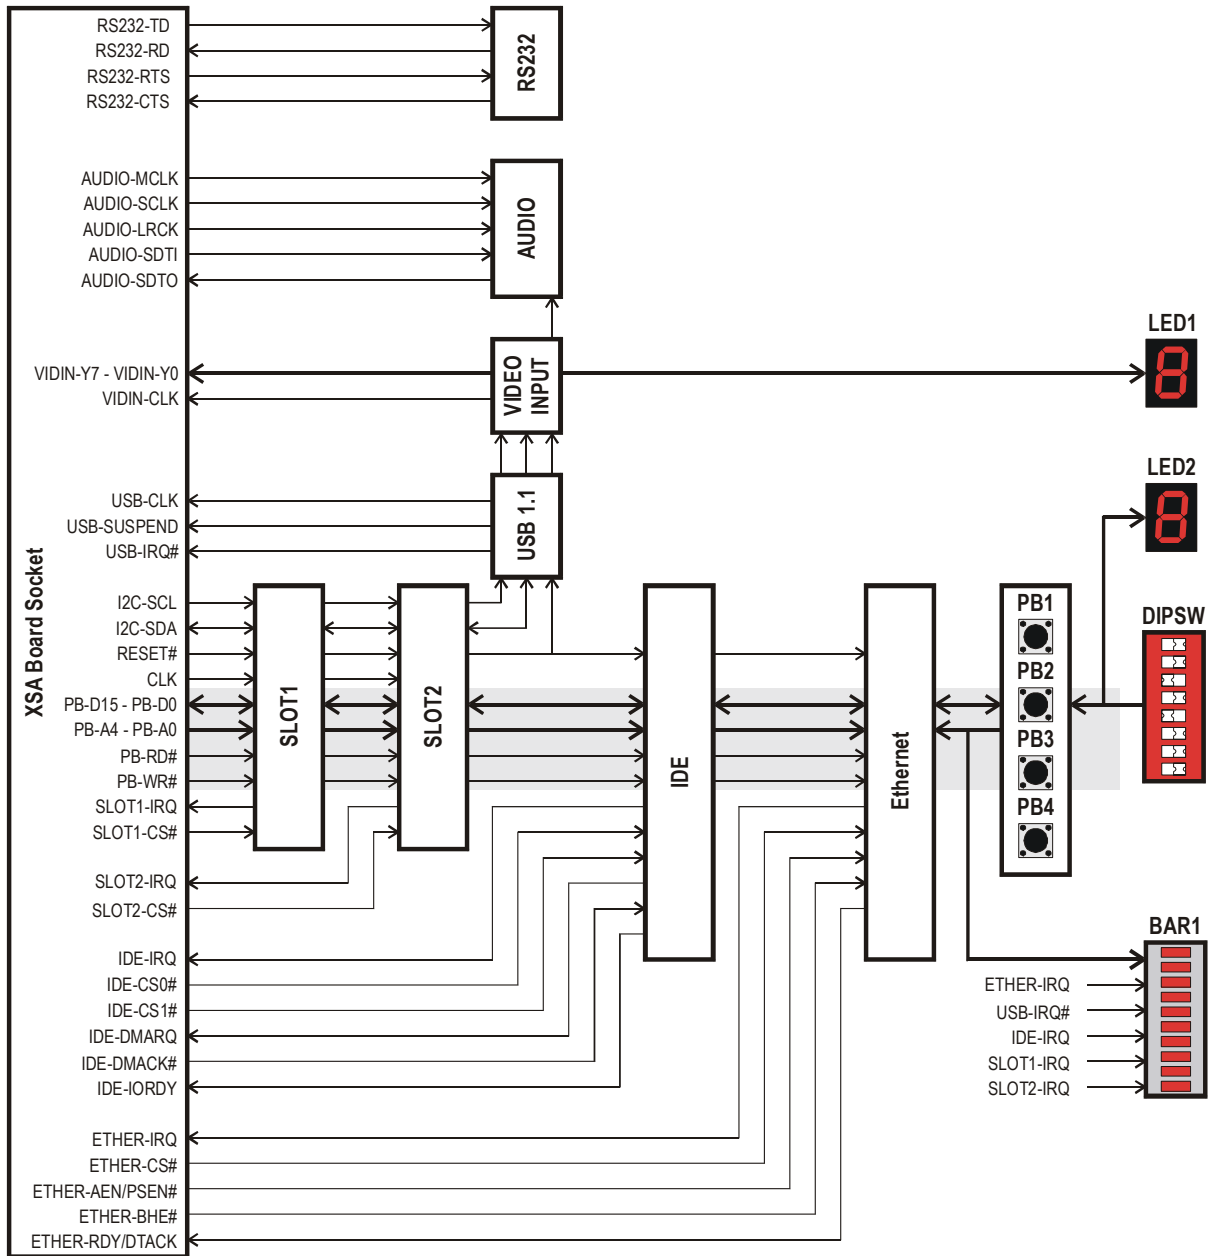 RS232-TD
RS232-RD
RS232-RTS
RS232-CTS
RS232
AUDIO-MCLK
AUDIO-SCLK
AUDIO-LRCK
AUDIO-SDTI
AUDIO-SDTO
AUDIO
VIDIN-Y7 - VIDIN-Y0
VIDIN-CLK
VIDEO
INPUT
LED1
LED2
USB-CLK
USB-SUSPEND
USB-IRQ#
USB 1.1
XSA Board Socket
I2C-SCL
I2C-SDA
RESET#
CLK
PB-D15 - PB-D0
PB-A4 - PB-A0
PB-RD#
PB-WR#
SLOT1-IRQ
SLOT1-CS#
SLOT2-IRQ
SLOT2-CS#
SLOT1
SLOT2
IDE
Ethernet
PB1
PB2
PB3
PB4
DIPSW
IDE-IRQ
IDE-CS0#
IDE-CS1#
IDE-DMARQ
IDE-DMACK#
IDE-IORDY
BAR1
ETHER-IRQ
USB-IRQ#
IDE-IRQ
SLOT1-IRQ
SLOT2-IRQ
ETHER-IRQ
ETHER-CS#
ETHER-AEN/PSEN#
ETHER-BHE#
ETHER-RDY/DTACK